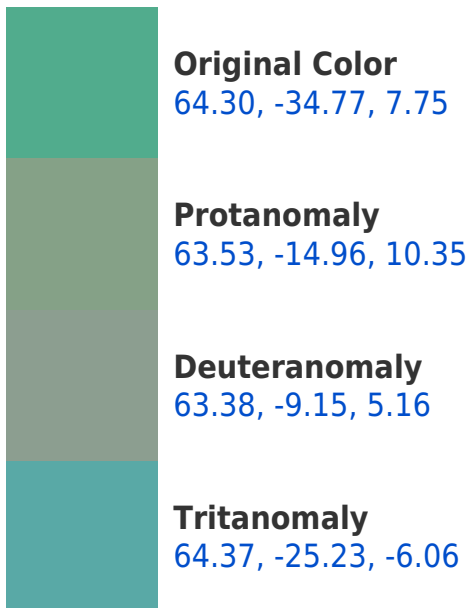 Original Color
64.30, -34.77, 7.75
Protanomaly
63.53, -14.96, 10.35
Deuteranomaly
63.38, -9.15, 5.16
Tritanomaly
64.37, -25.23, -6.06